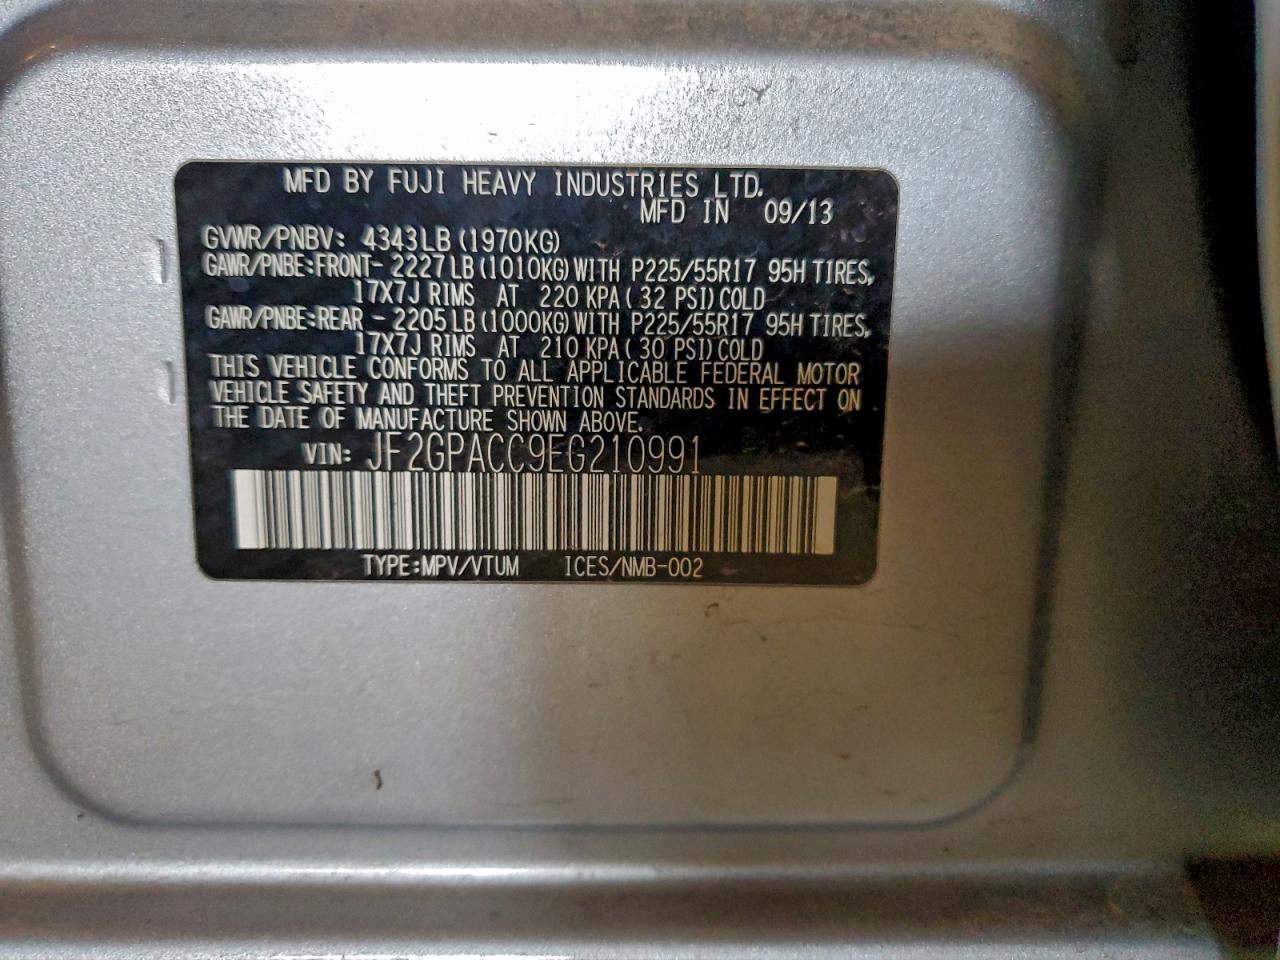 MFD BY FUJI HEAVY INDUSTRIES LTD.
MFD IN 09/13
GVWR/PNBV: 4343LB(1970KG)
GAWR/PNBE:FRONT-2227LB(1010KG)WITH P225/55R17 95H TIRES,
17X7J RIMS AT 220 KPA(32 PSI)COLD
GAWR/PNBE:REAR -2205LB(1000KG)WITH P225/55R17 95H TIRES,
17X7J RIMS AT 210 KPA(30 PSI)COLD
THIS VEHICLE CONFORMS TO ALL APPLICABLE FEDERAL MOTOR
VEHICLE SAFETY AND THEFT PREVENTION STANDARDS IN EFFECT ON
THE DATE OF MANUFACTURE SHOWN ABOVE.
VIN: JF2GPACC9EG210991
TYPE:MPV/VTUM ICES/NMB-002